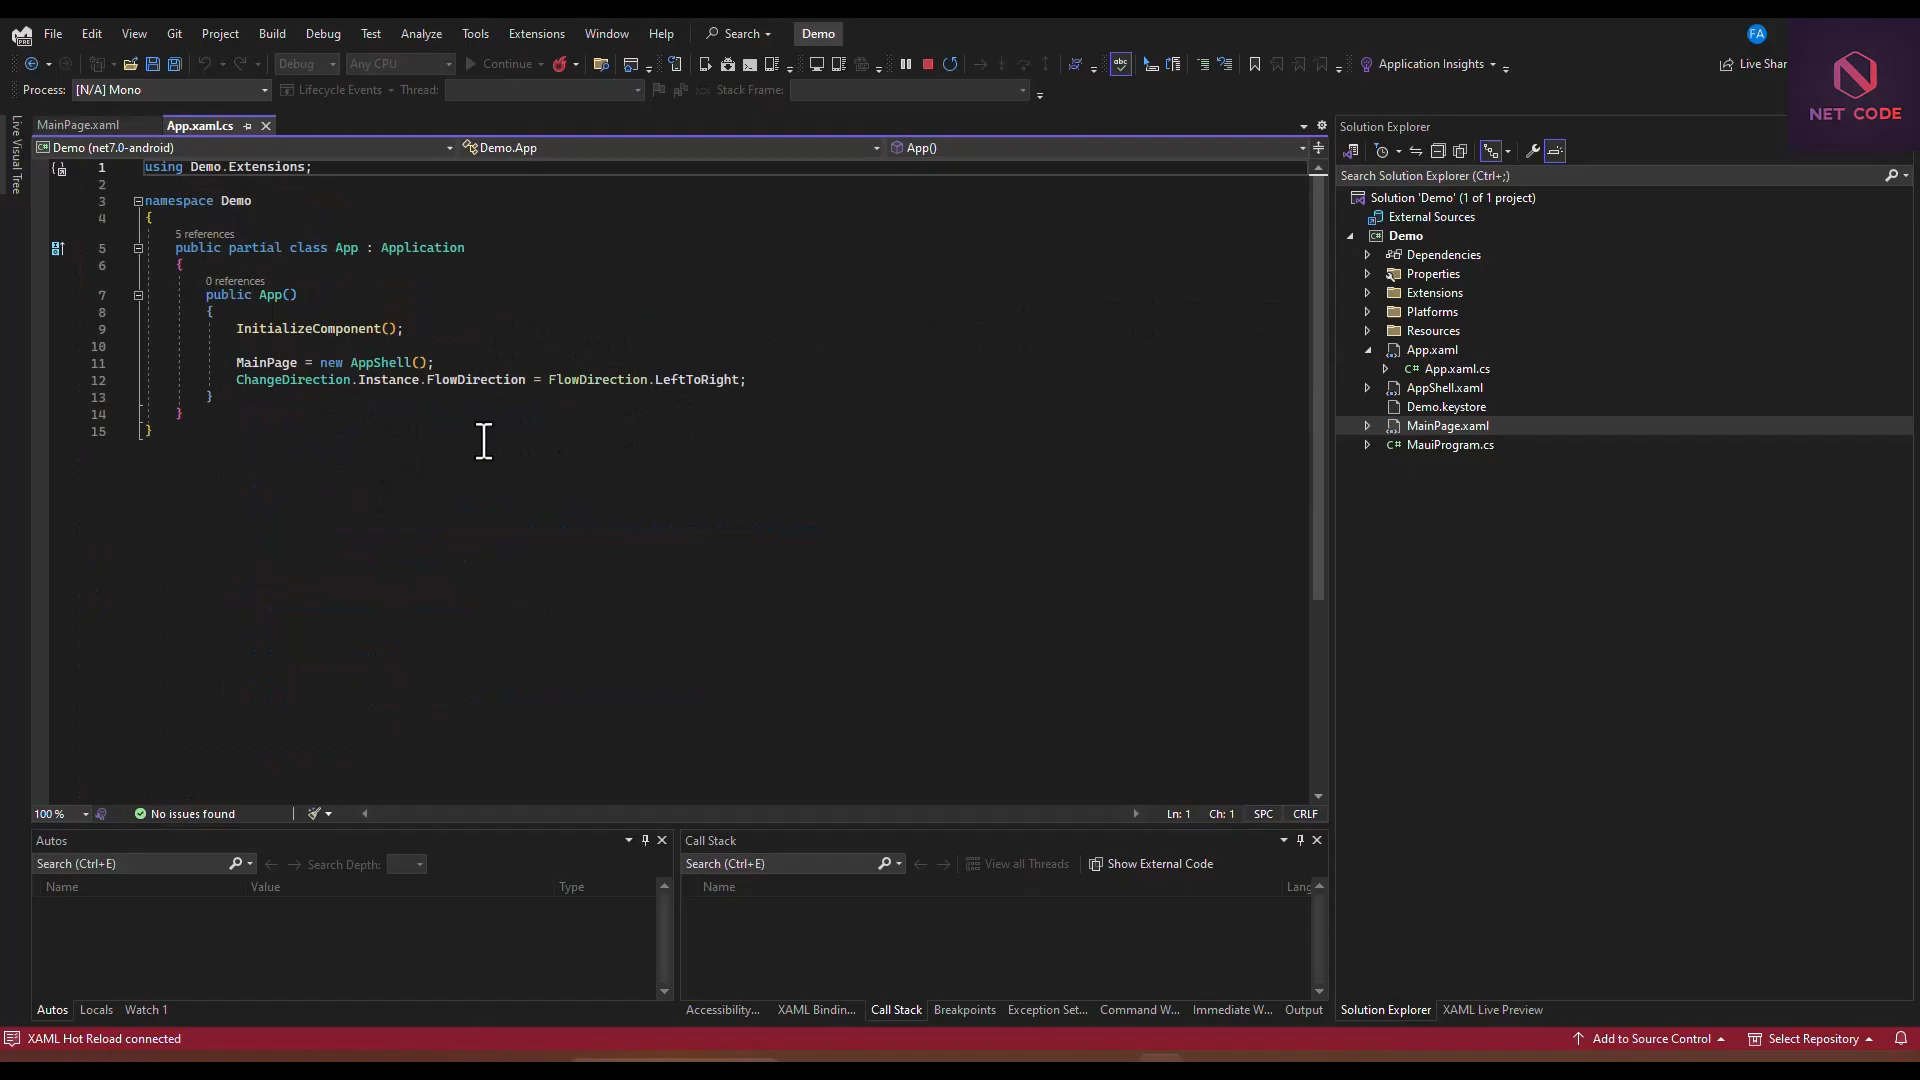 File Edit View Git Project Build Debug Test Analyze Tools Extensions Window Help Search Demo FA
Debug Any CPU Continue abc Application Insights Live Shar
NET CODE
Process: [N/A] Mono Lifecycle Events Thread: Stack Frame:
Live Visual Tree
MainPage.xaml App.xaml.cs
Demo (net7.0-android) Demo.App App()
1 using Demo.Extensions;
2
3 namespace Demo
4 {
5 references
5 public partial class App : Application
6 {
0 references
7 public App()
8 {
9 InitializeComponent();
10
11 MainPage = new AppShell();
12 ChangeDirection.Instance.FlowDirection = FlowDirection.LeftToRight;
13 }
14 }
15 }
100 % No issues found Ln: 1 Ch: 1 SPC CRLF
Solution Explorer
Search Solution Explorer (Ctrl+;)
Solution 'Demo' (1 of 1 project)
External Sources
C# Demo
Dependencies
Properties
Extensions
Platforms
Resources
App.xaml
C# App.xaml.cs
AppShell.xaml
Demo.keystore
MainPage.xaml
C# MauiProgram.cs
Autos
Search (Ctrl+E) Search Depth:
Name Value Type
Autos Locals Watch 1
Call Stack
Search (Ctrl+E) View all Threads Show External Code
Name Lang
Accessibility... XAML Bindin... Call Stack Breakpoints Exception Set... Command W... Immediate W... Output
Solution Explorer XAML Live Preview
XAML Hot Reload connected Add to Source Control Select Repository